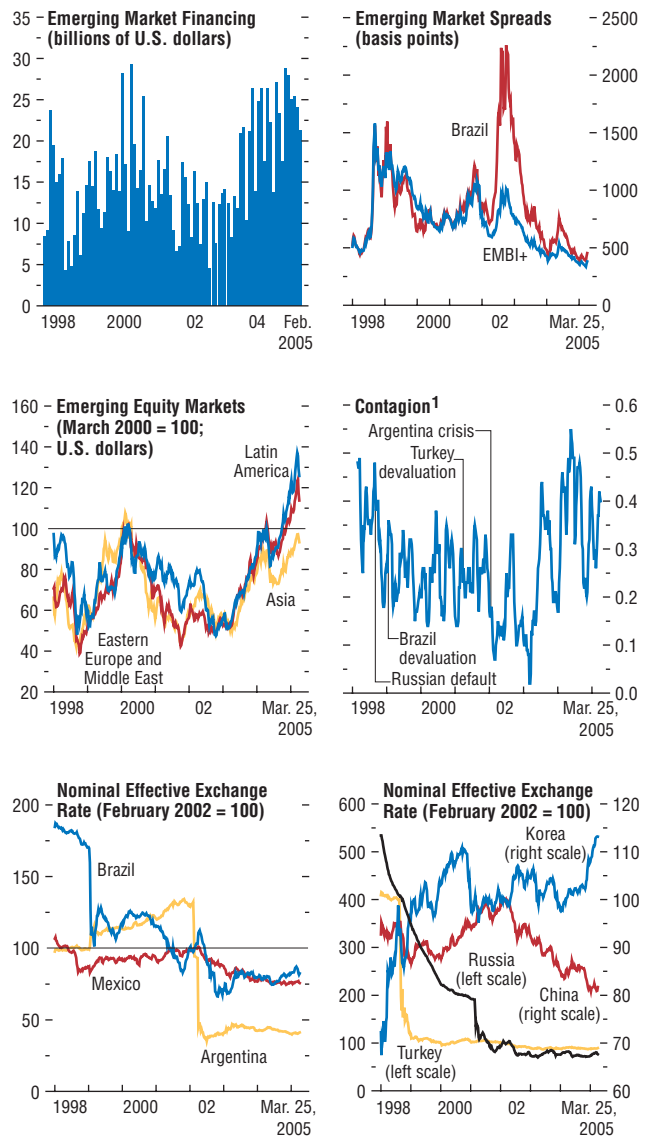 Emerging Market Financing
(billions of U.S. dollars)
35
30
25
20
15
10
5
0
1998
2000
02
04
Feb.
2005
Emerging Market Spreads
(basis points)
2500
2000
1500
1000
500
0
Brazil
EMBI+
1998
2000
02
Mar. 25,
2005
Emerging Equity Markets
(March 2000 = 100;
U.S. dollars)
160
140
120
100
80
60
40
20
Latin
America
Asia
Eastern
Europe and
Middle East
1998
2000
02
Mar. 25,
2005
Contagion1
0.6
0.5
0.4
0.3
0.2
0.1
0.0
Argentina crisis
Turkey
devaluation
Brazil
devaluation
Russian default
1998
2000
02
Mar. 25,
2005
Nominal Effective Exchange
Rate (February 2002 = 100)
200
150
100
50
0
Brazil
Mexico
Argentina
1998
2000
02
Mar. 25,
2005
Nominal Effective Exchange
Rate (February 2002 = 100)
600
500
400
300
200
100
0
120
110
100
90
80
70
60
Korea
(right scale)
Russia
(left scale)
China
(right scale)
Turkey
(left scale)
1998
2000
02
Mar. 25,
2005